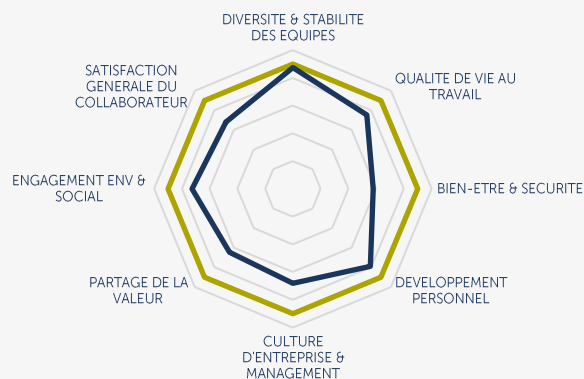 DIVERSITE & STABILITE
DES EQUIPES
QUALITE DE VIE AU
TRAVAIL
BIEN-ETRE & SECURITE
DEVELOPPEMENT
PERSONNEL
CULTURE
D'ENTREPRISE &
MANAGEMENT
PARTAGE DE LA
VALEUR
ENGAGEMENT ENV &
SOCIAL
SATISFACTION
GENERALE DU
COLLABORATEUR